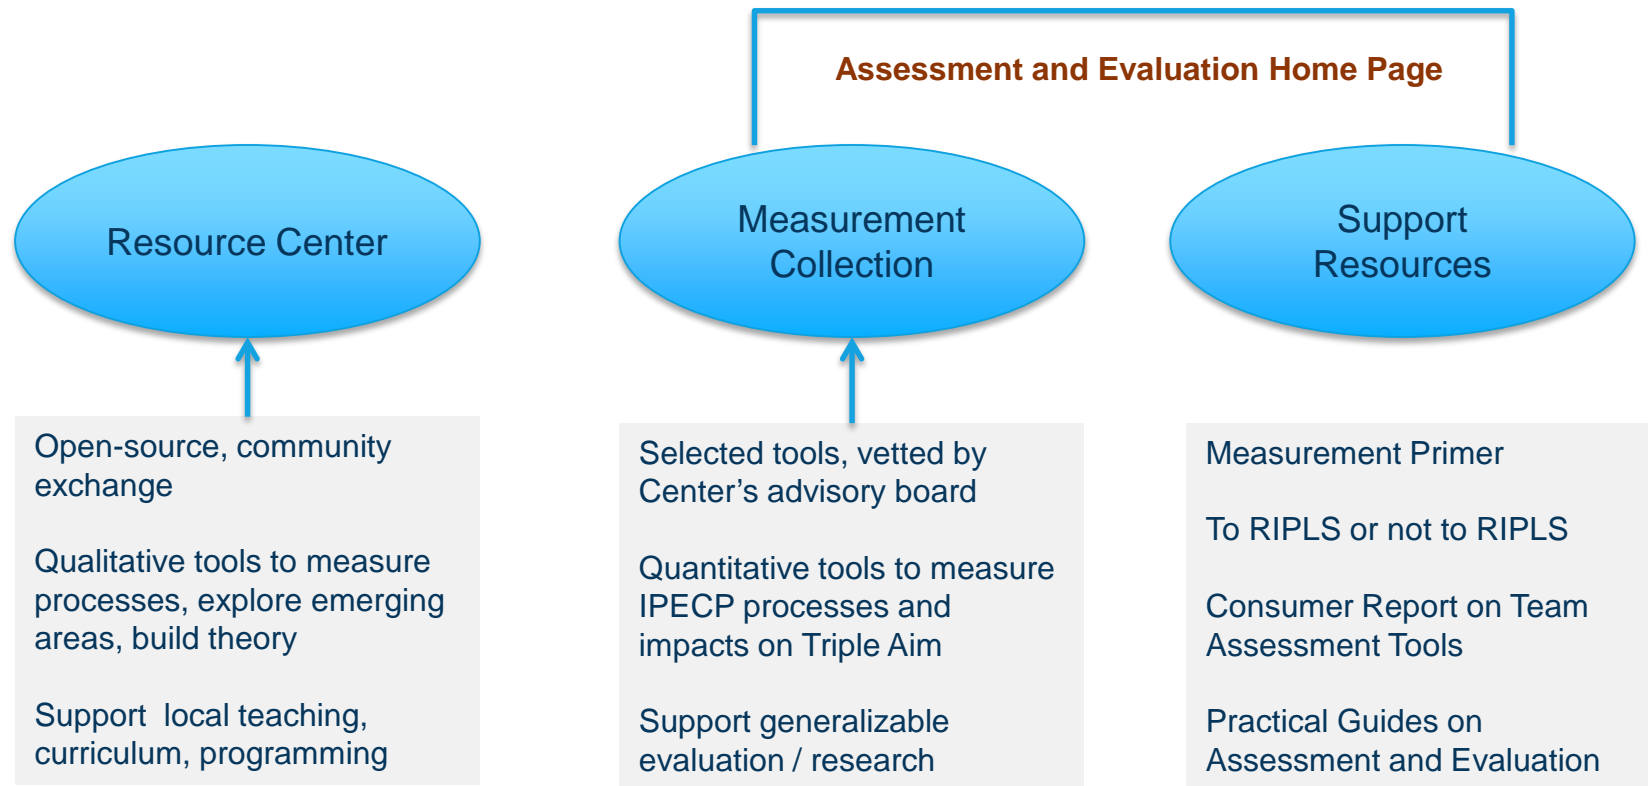 Assessment and Evaluation Home Page
Resource Center
Measurement
Collection
Support
Resources
Open-source, community
exchange
Qualitative tools to measure
processes, explore emerging
areas, build theory
Support  local teaching,
curriculum, programming
Selected tools, vetted by
Center’s advisory board
Quantitative tools to measure
IPECP processes and
impacts on Triple Aim
Support generalizable
evaluation / research
Measurement Primer
To RIPLS or not to RIPLS
Consumer Report on Team
Assessment Tools
Practical Guides on
Assessment and Evaluation